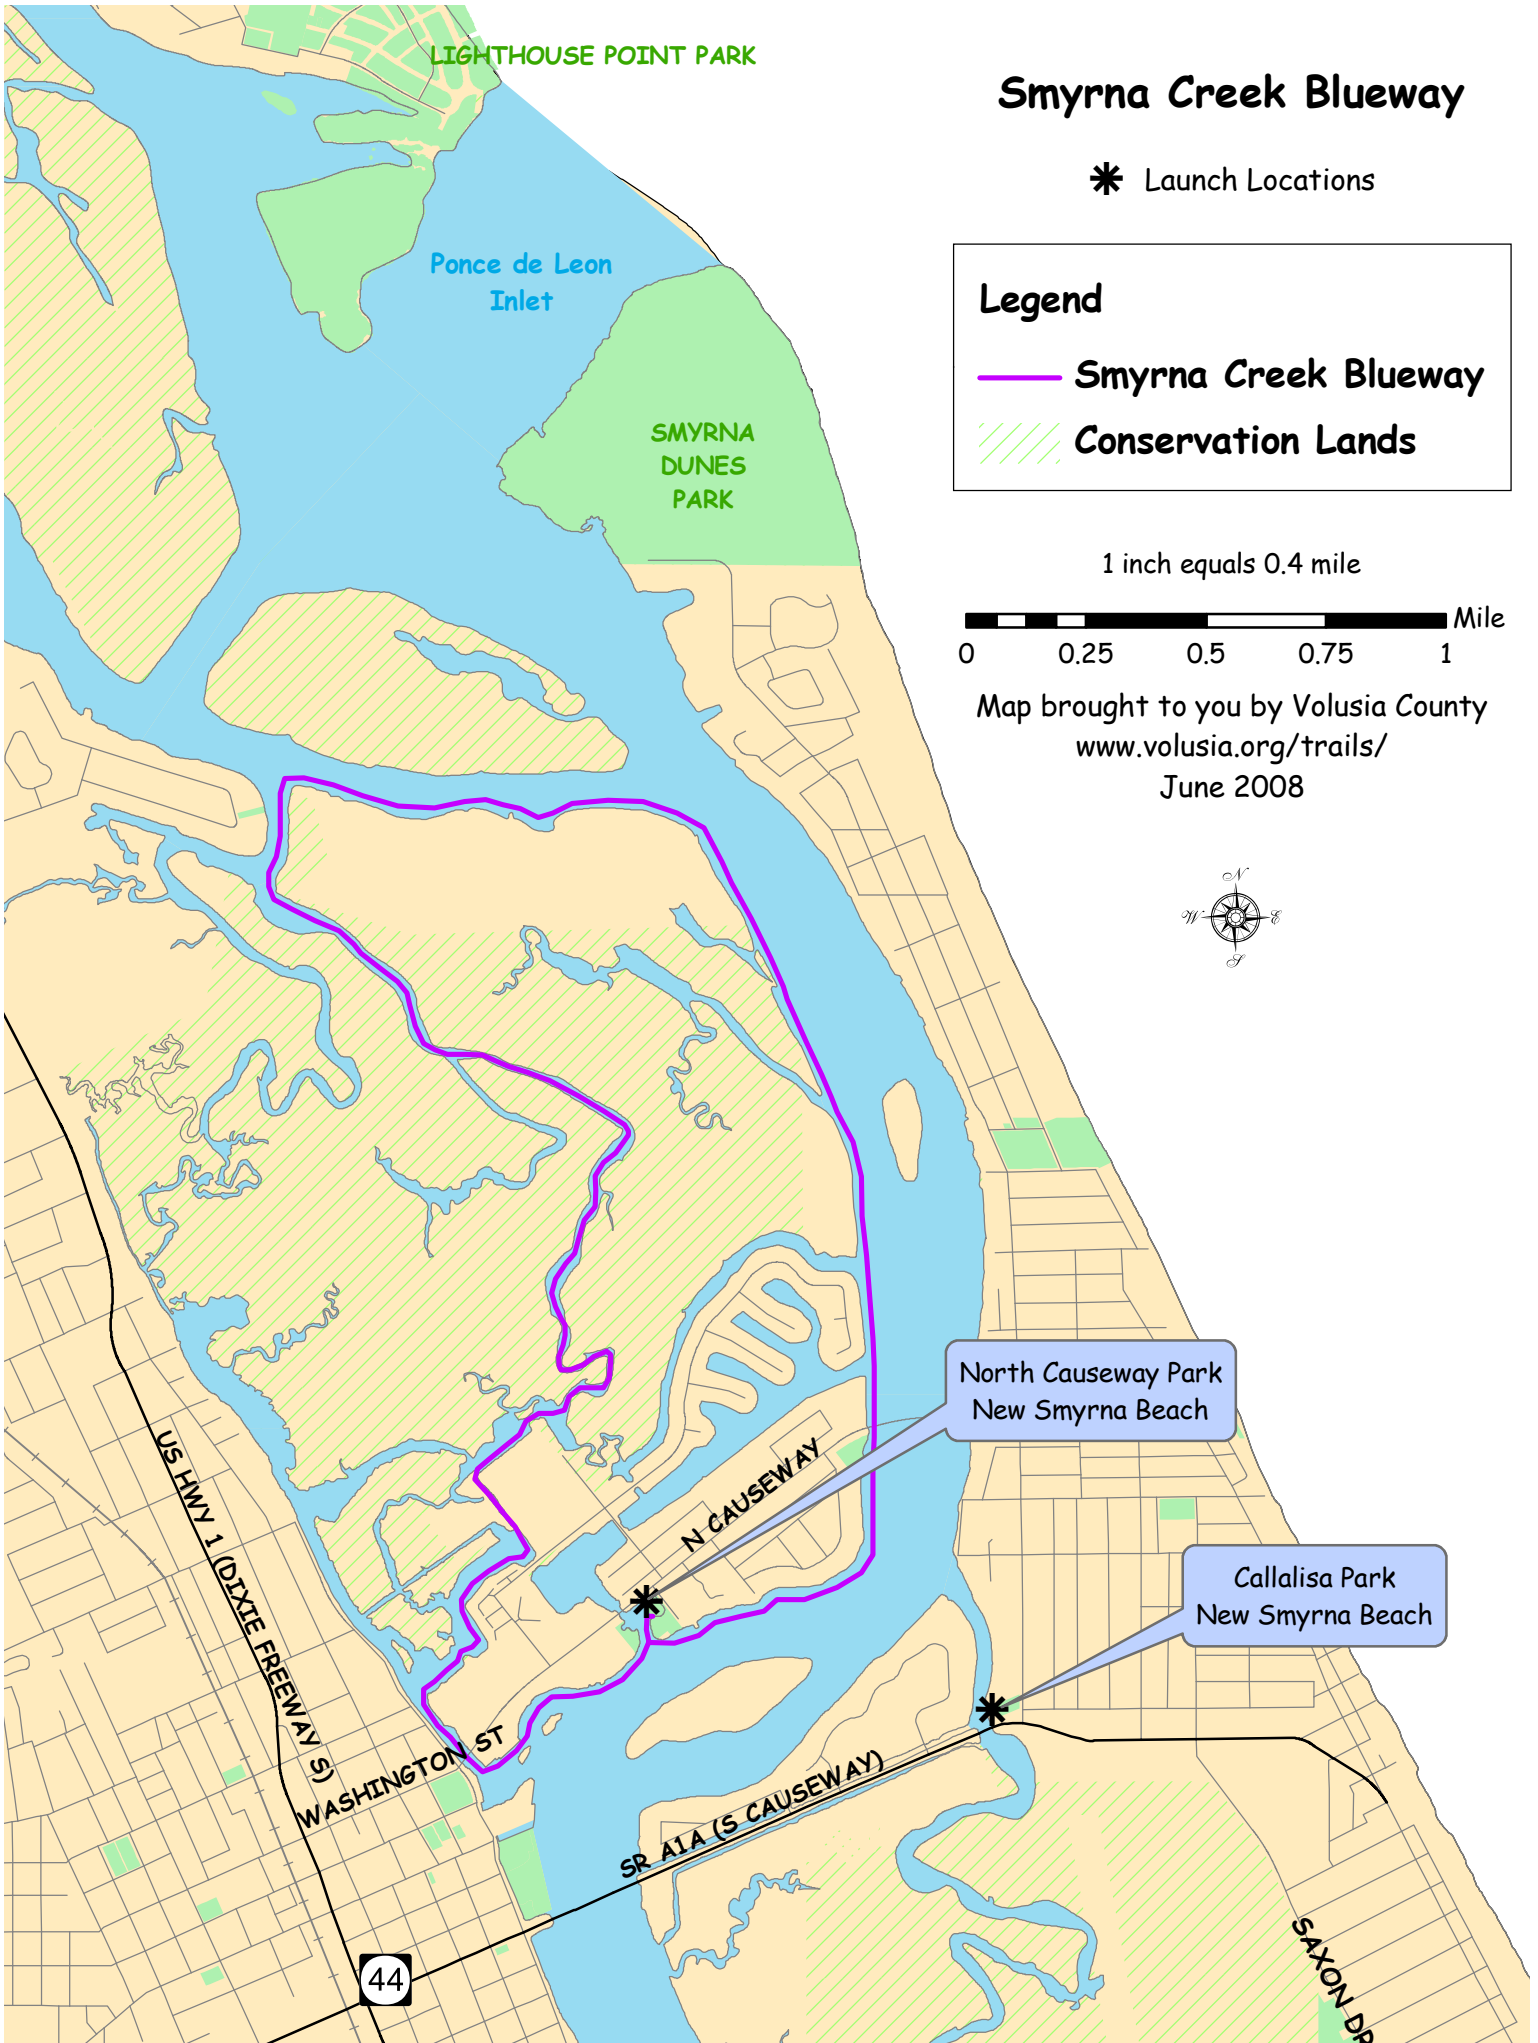 LIGHTHOUSE POINT PARK
Smyrna Creek Blueway
Launch Locations
Ponce de Leon
Inlet
Legend
Smyrna Creek Blueway
Conservation Lands
SMYRNA
DUNES
PARK
1 inch equals 0.4 mile
Mile
0 0.25 0.5 0.75 1
Map brought to you by Volusia County
www.volusia.org/trails/
June 2008
N
W E
S
North Causeway Park
New Smyrna Beach
N CAUSEWAY
US HWY 1 (DIXIE FREEWAY S)
Callalisa Park
New Smyrna Beach
WASHINGTON ST
SR A1A (S CAUSEWAY)
SAXON DR
44